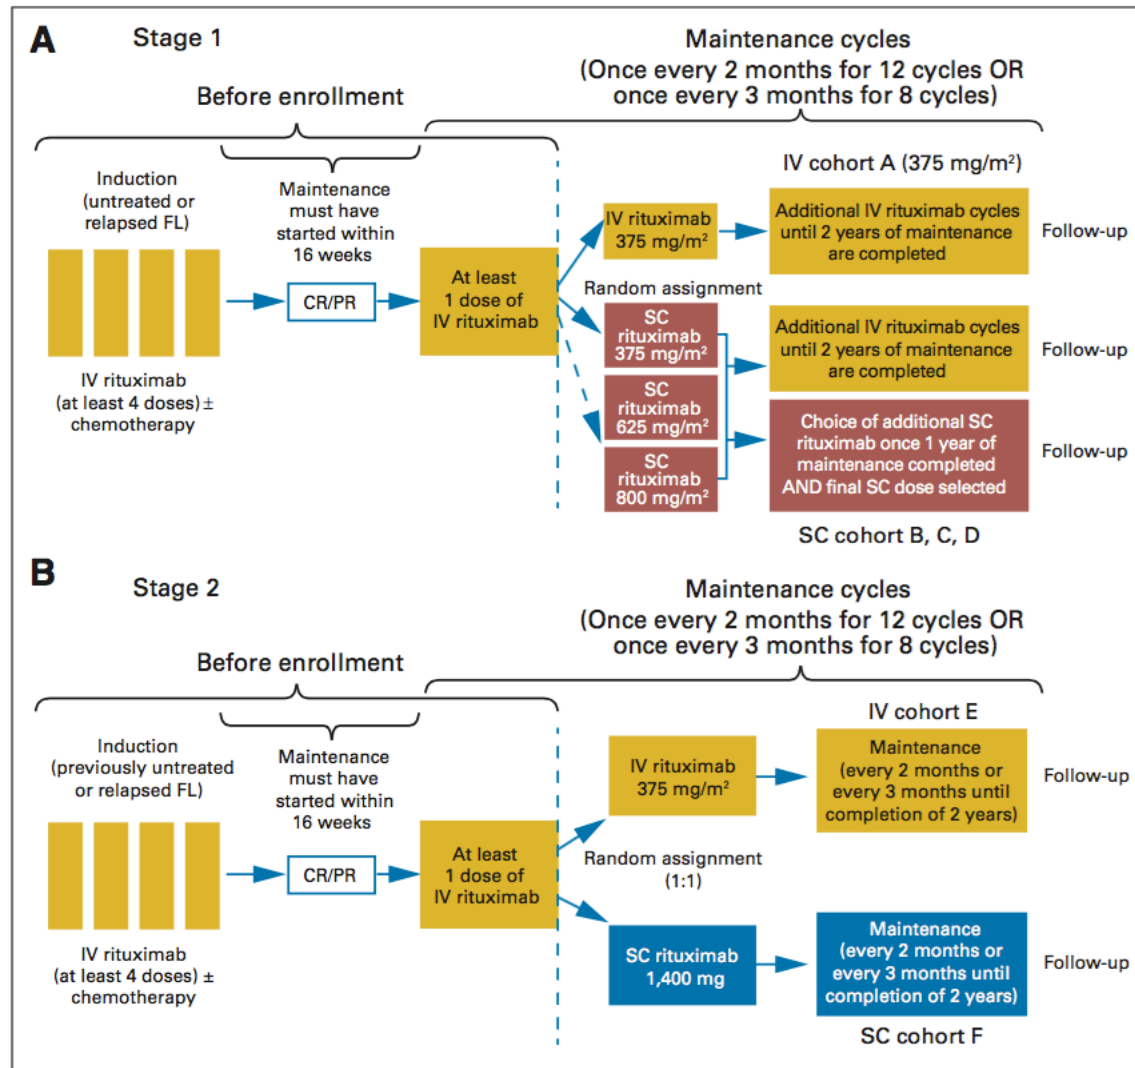 A
Stage 1
Maintenance cycles
(Once every 2 months for 12 cycles OR
once every 3 months for 8 cycles)
Before enrollment
Induction
(untreated or
relapsed FL)
Maintenance
must have
started within
16 weeks
CR/PR
IV rituximab
(at least 4 doses) ±
chemotherapy
At least
1 dose of
IV rituximab
IV cohort A (375 mg/m²)
IV rituximab
375 mg/m²
Additional IV rituximab cycles
until 2 years of maintenance
are completed
Follow-up
Random assignment
SC
rituximab
375 mg/m²
SC
rituximab
625 mg/m²
SC
rituximab
800 mg/m²
Additional IV rituximab cycles
until 2 years of maintenance
are completed
Follow-up
Choice of additional SC
rituximab once 1 year of
maintenance completed
AND final SC dose selected
Follow-up
SC cohort B, C, D
B
Stage 2
Maintenance cycles
(Once every 2 months for 12 cycles OR
once every 3 months for 8 cycles)
Before enrollment
Induction
(previously untreated
or relapsed FL)
Maintenance
must have
started within
16 weeks
CR/PR
IV rituximab
(at least 4 doses) ±
chemotherapy
At least
1 dose of
IV rituximab
IV cohort E
IV rituximab
375 mg/m²
Maintenance
(every 2 months or
every 3 months until
completion of 2 years)
Follow-up
Random assignment
(1:1)
SC rituximab
1,400 mg
Maintenance
(every 2 months or
every 3 months until
completion of 2 years)
Follow-up
SC cohort F